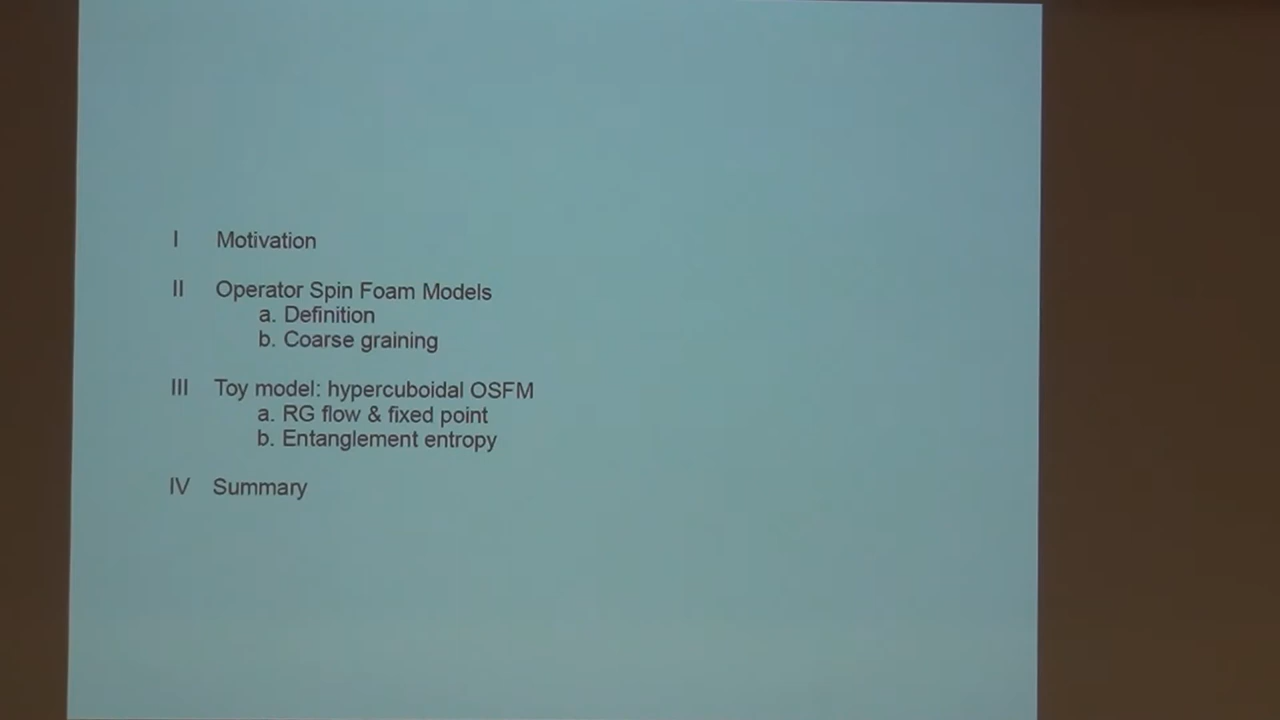 I Motivation
II Operator Spin Foam Models
a. Definition
b. Coarse graining
III Toy model: hypercuboidal OSFM
a. RG flow & fixed point
b. Entanglement entropy
IV Summary